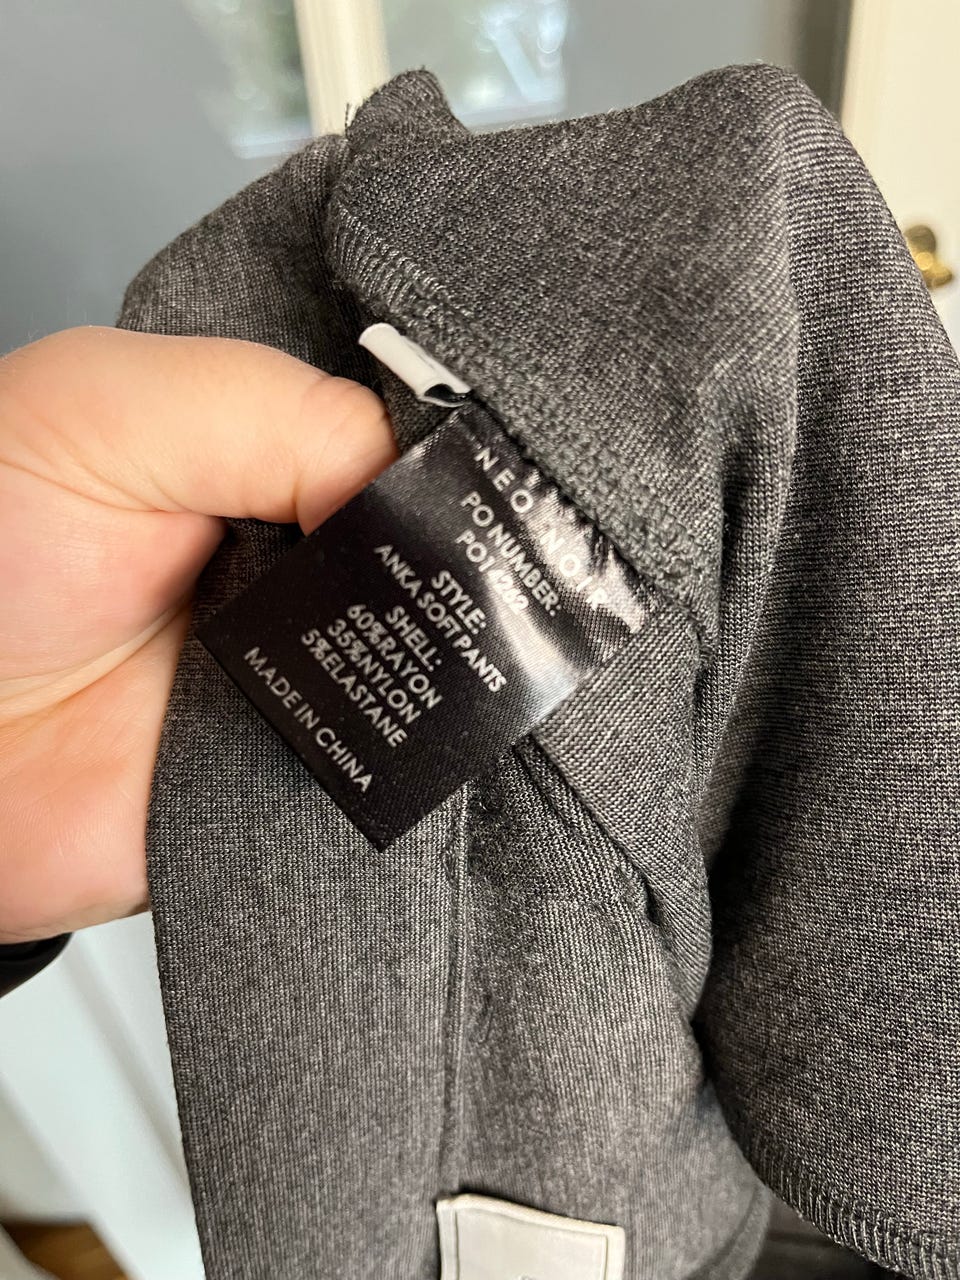 NEO NOIR
PO NUMBER:
STYLE:
ANKA SOFT PANTS
SHELL:
60%RAYON
35%NYLON
5%ELASTANE
MADE IN CHINA